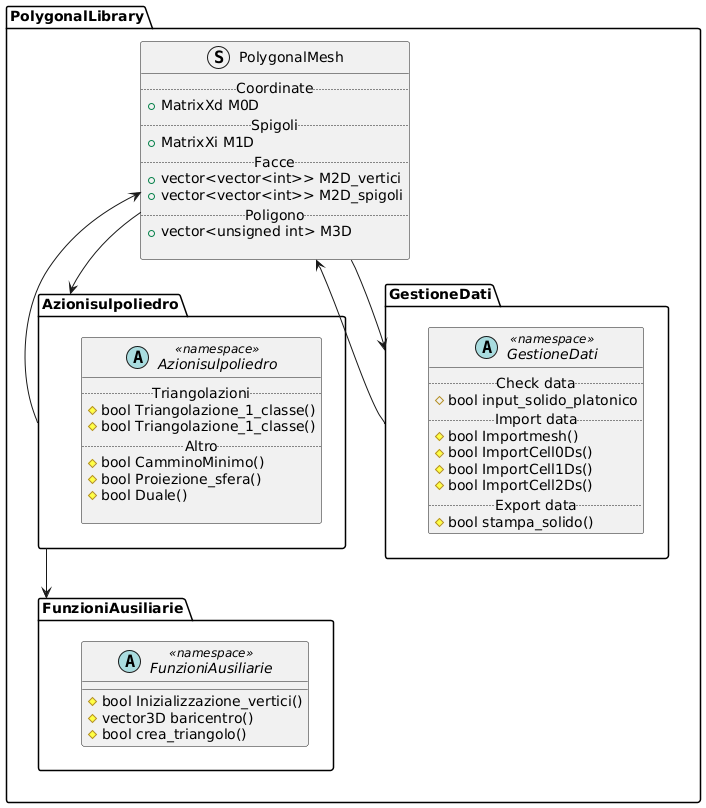 PolygonalLibrary
S PolygonalMesh
Coordinate
MatrixXd M0D
Spigoli
MatrixXi M1D
Facce
vector<vector<int>> M2D_vertici
vector<vector<int>> M2D_spigoli
Poligono
vector<unsigned int> M3D
Azionisulpoliedro
A «namespace»
Azionisulpoliedro
Triangolazioni
bool Triangolazione_1_classe()
bool Triangolazione_1_classe()
Altro
bool CamminoMinimo()
bool Proiezione_sfera()
bool Duale()
GestioneDati
A «namespace»
GestioneDati
Check data
bool input_solido_platonico
Import data
bool Importmesh()
bool ImportCell0Ds()
bool ImportCell1Ds()
bool ImportCell2Ds()
Export data
bool stampa_solido()
FunzioniAusiliarie
A «namespace»
FunzioniAusiliarie
bool Inizializzazione_vertici()
vector3D baricentro()
bool crea_triangolo()